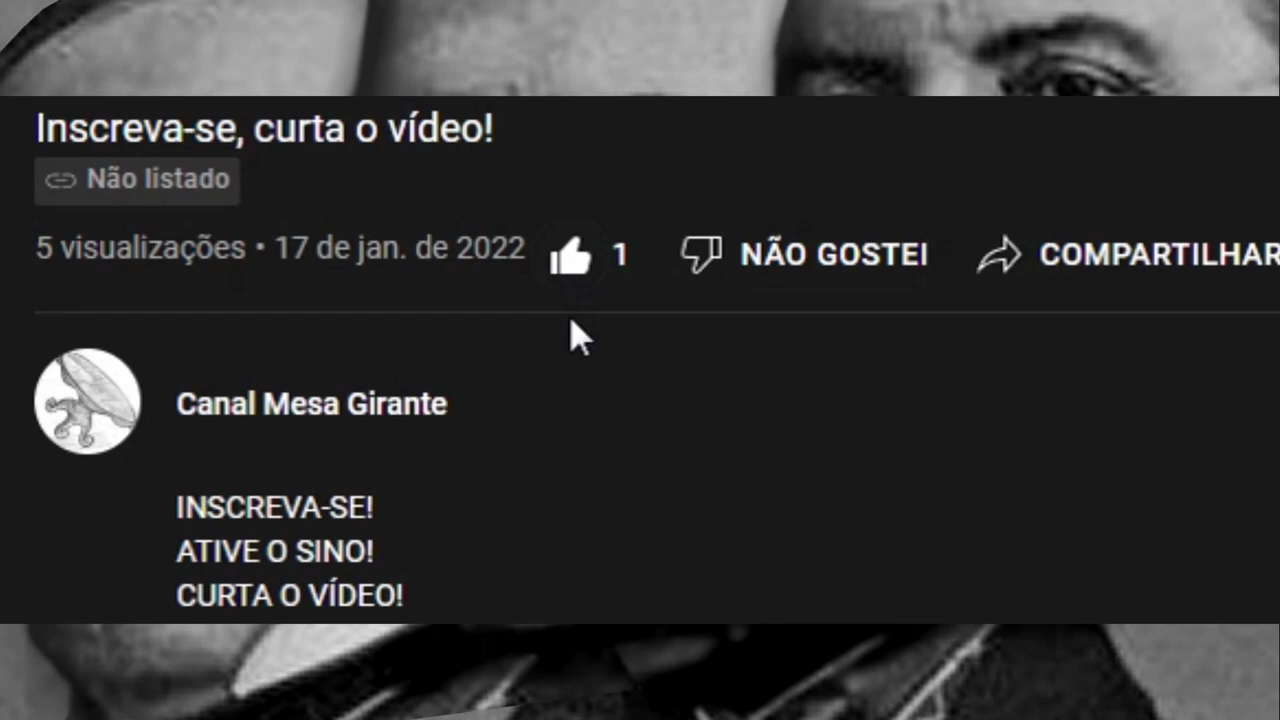 Inscreva-se, curta o vídeo!
Não listado
5 visualizações • 17 de jan. de 2022 1 NÃO GOSTEI COMPARTILHAR
Canal Mesa Girante
INSCREVA-SE!
ATIVE O SINO!
CURTA O VÍDEO!